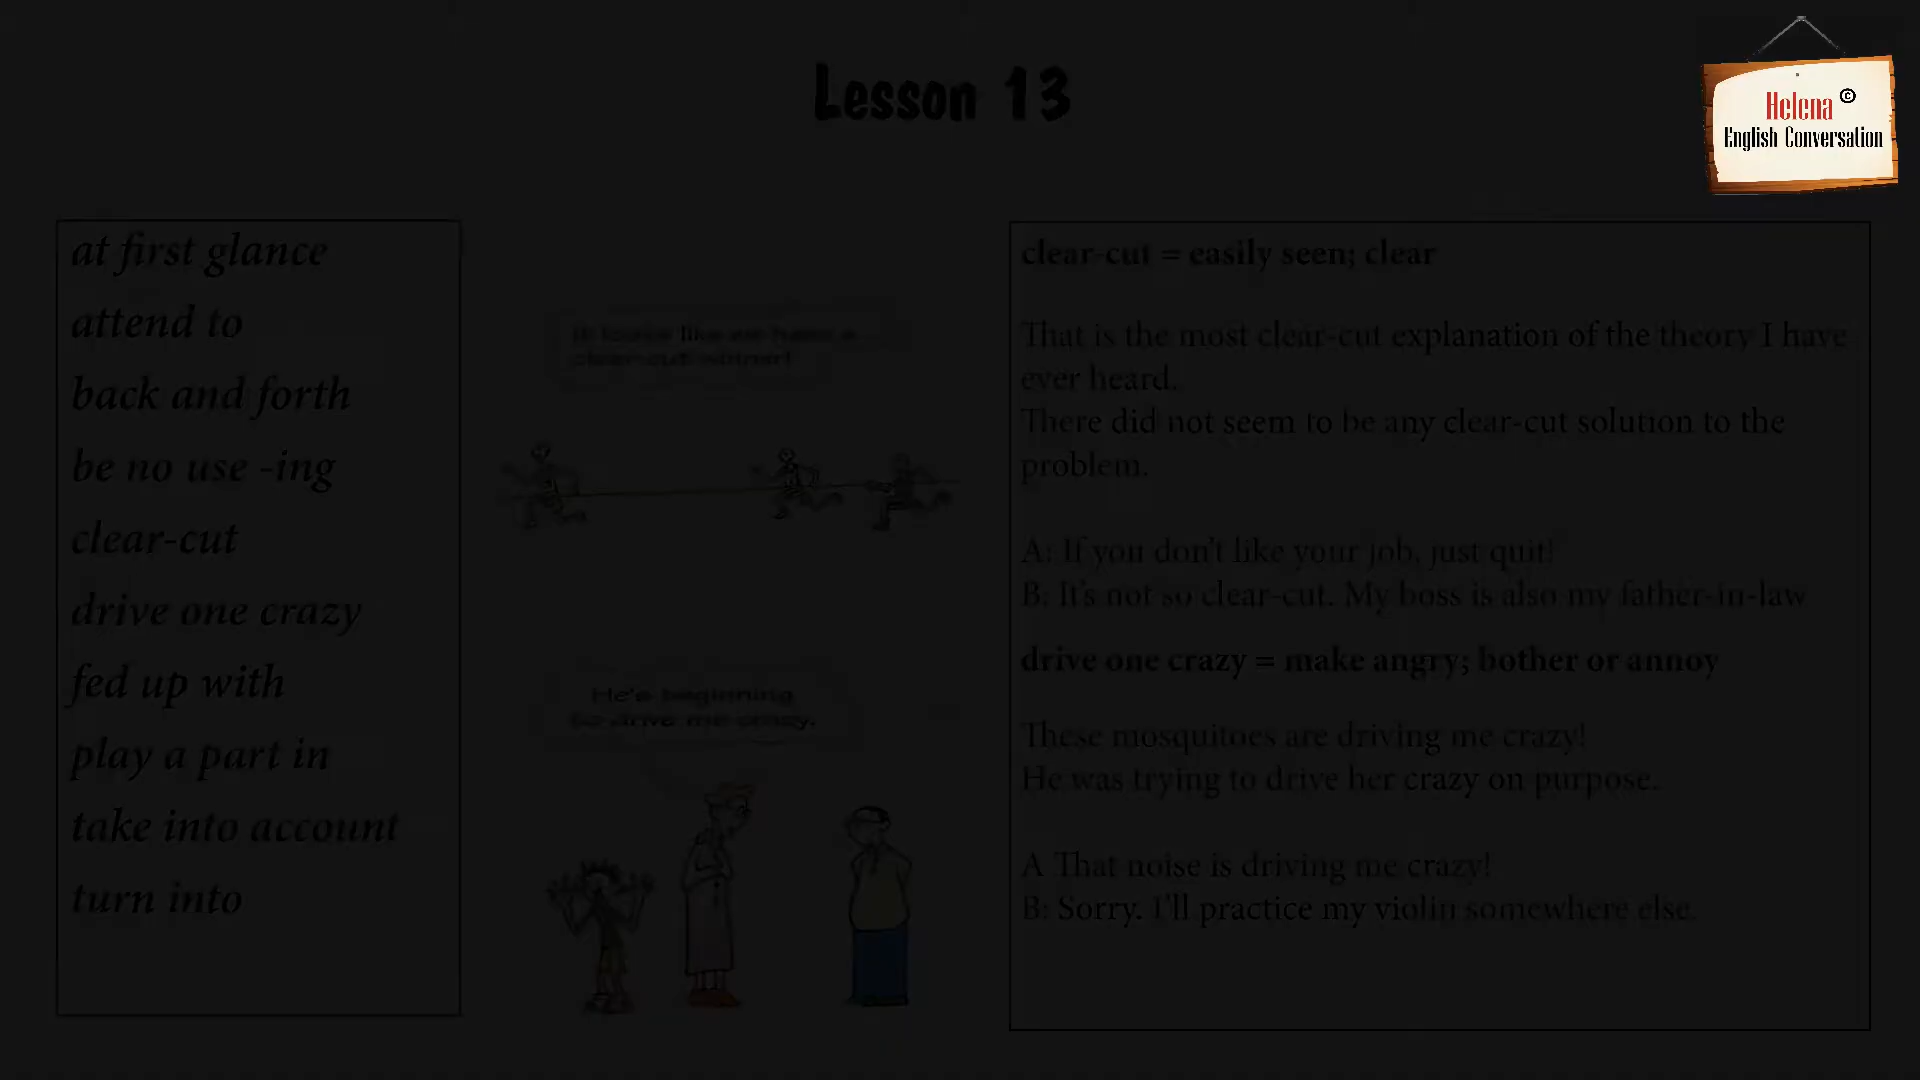 Lesson 13
Helena ©
English Conversation
at first glance
attend to
back and forth
be no use -ing
clear-cut
drive one crazy
fed up with
play a part in
take into account
turn into
It looks like we have a
clear-cut winner!
He's beginning
to drive me crazy.
clear-cut = easily seen; clear
That is the most clear-cut explanation of the theory I have
ever heard.
There did not seem to be any clear-cut solution to the
problem.
A: If you don't like your job, just quit!
B: It's not so clear-cut. My boss is also my father-in-law
drive one crazy = make angry; bother or annoy
These mosquitoes are driving me crazy!
He was trying to drive her crazy on purpose.
A That noise is driving me crazy!
B: Sorry. I'll practice my violin somewhere else.